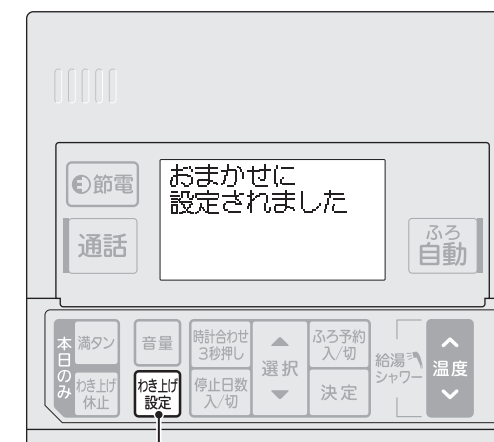 節電
おまかせに
設定されました
通話
ふろ
自動
本日のみ
満タン
わき上げ
休止
音量
わき上げ
設定
時計合わせ
3秒押し
停止日数
入/切
選択
ふろ予約
入/切
決定
給湯
シャワー
温度